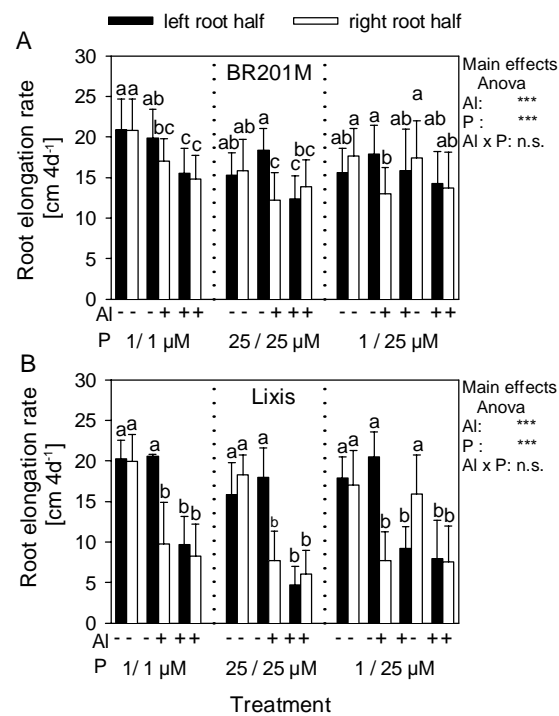 left root half right root half
A
BR201M
Main effects
Anova
Al: ***
P : ***
Al x P: n.s.
Root elongation rate
[cm 4d⁻¹]
30
25
20
15
10
5
0
a a ab bc c c
ab ab a c c bc
ab a a b ab a ab ab
Al -- -+ ++ -- -+ ++ -- -+ +- ++
P 1/ 1 µM 25 / 25 µM 1 / 25 µM
B
Lixis
Main effects
Anova
Al: ***
P : ***
Al x P: n.s.
Root elongation rate
[cm 4d⁻¹]
30
25
20
15
10
5
0
a a a b b b
a a a b b b
a a a b b a b b
Al -- -+ ++ -- -+ ++ -- -+ +- ++
P 1/ 1 µM 25 / 25 µM 1 / 25 µM
Treatment